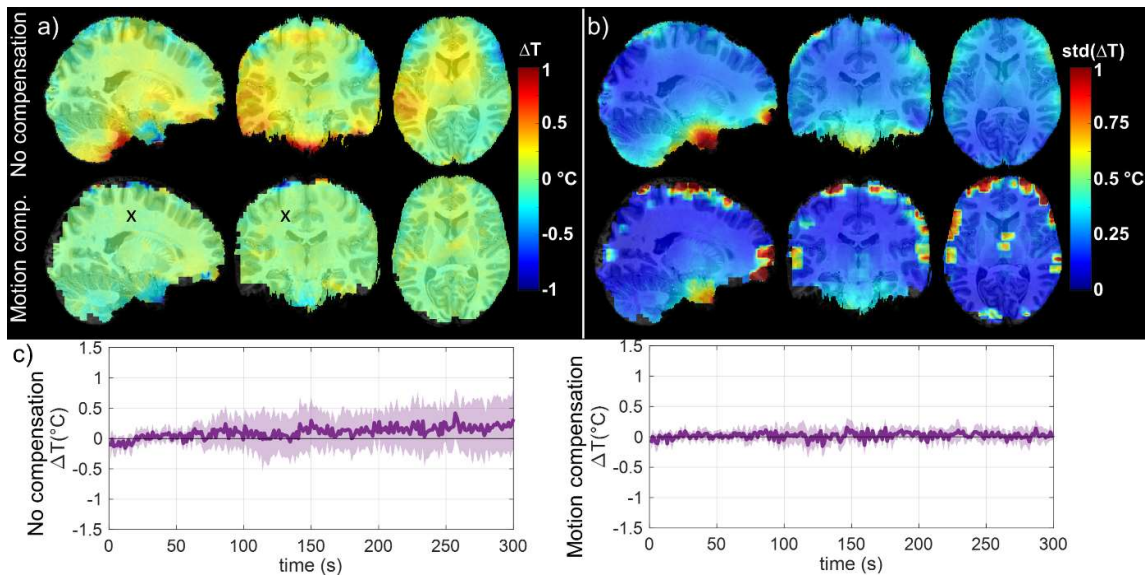 a)
No compensation
ΔT
1
0.5
0 °C
-0.5
-1
Motion comp.
x
x
b)
std(ΔT)
1
0.75
0.5°C
0.25
0
c)
No compensation
ΔT(°C)
1.5
1
0.5
0
-0.5
-1
-1.5
0 50 100 150 200 250 300
time (s)
Motion compensation
ΔT(°C)
1.5
1
0.5
0
-0.5
-1
-1.5
0 50 100 150 200 250 300
time (s)